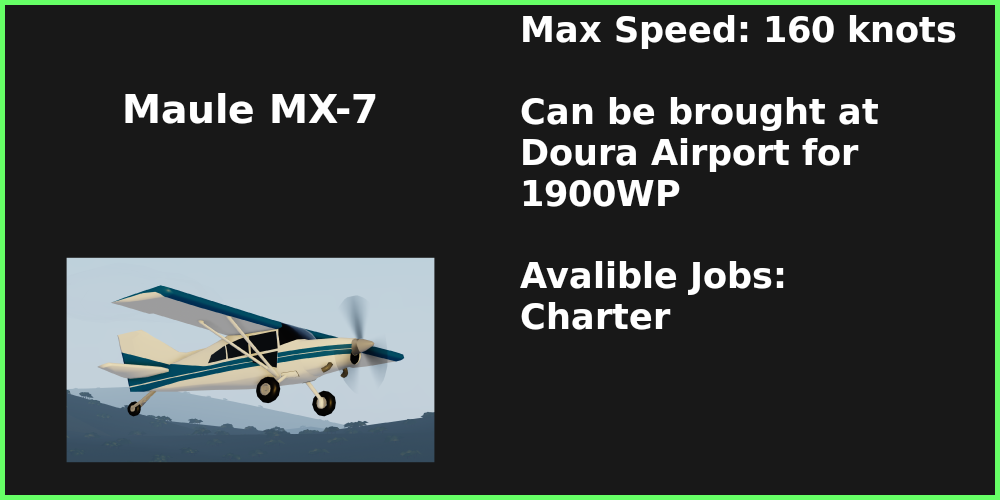 Maule MX-7
Max Speed: 160 knots
Can be brought at
Doura Airport for
1900WP
Avalible Jobs:
Charter